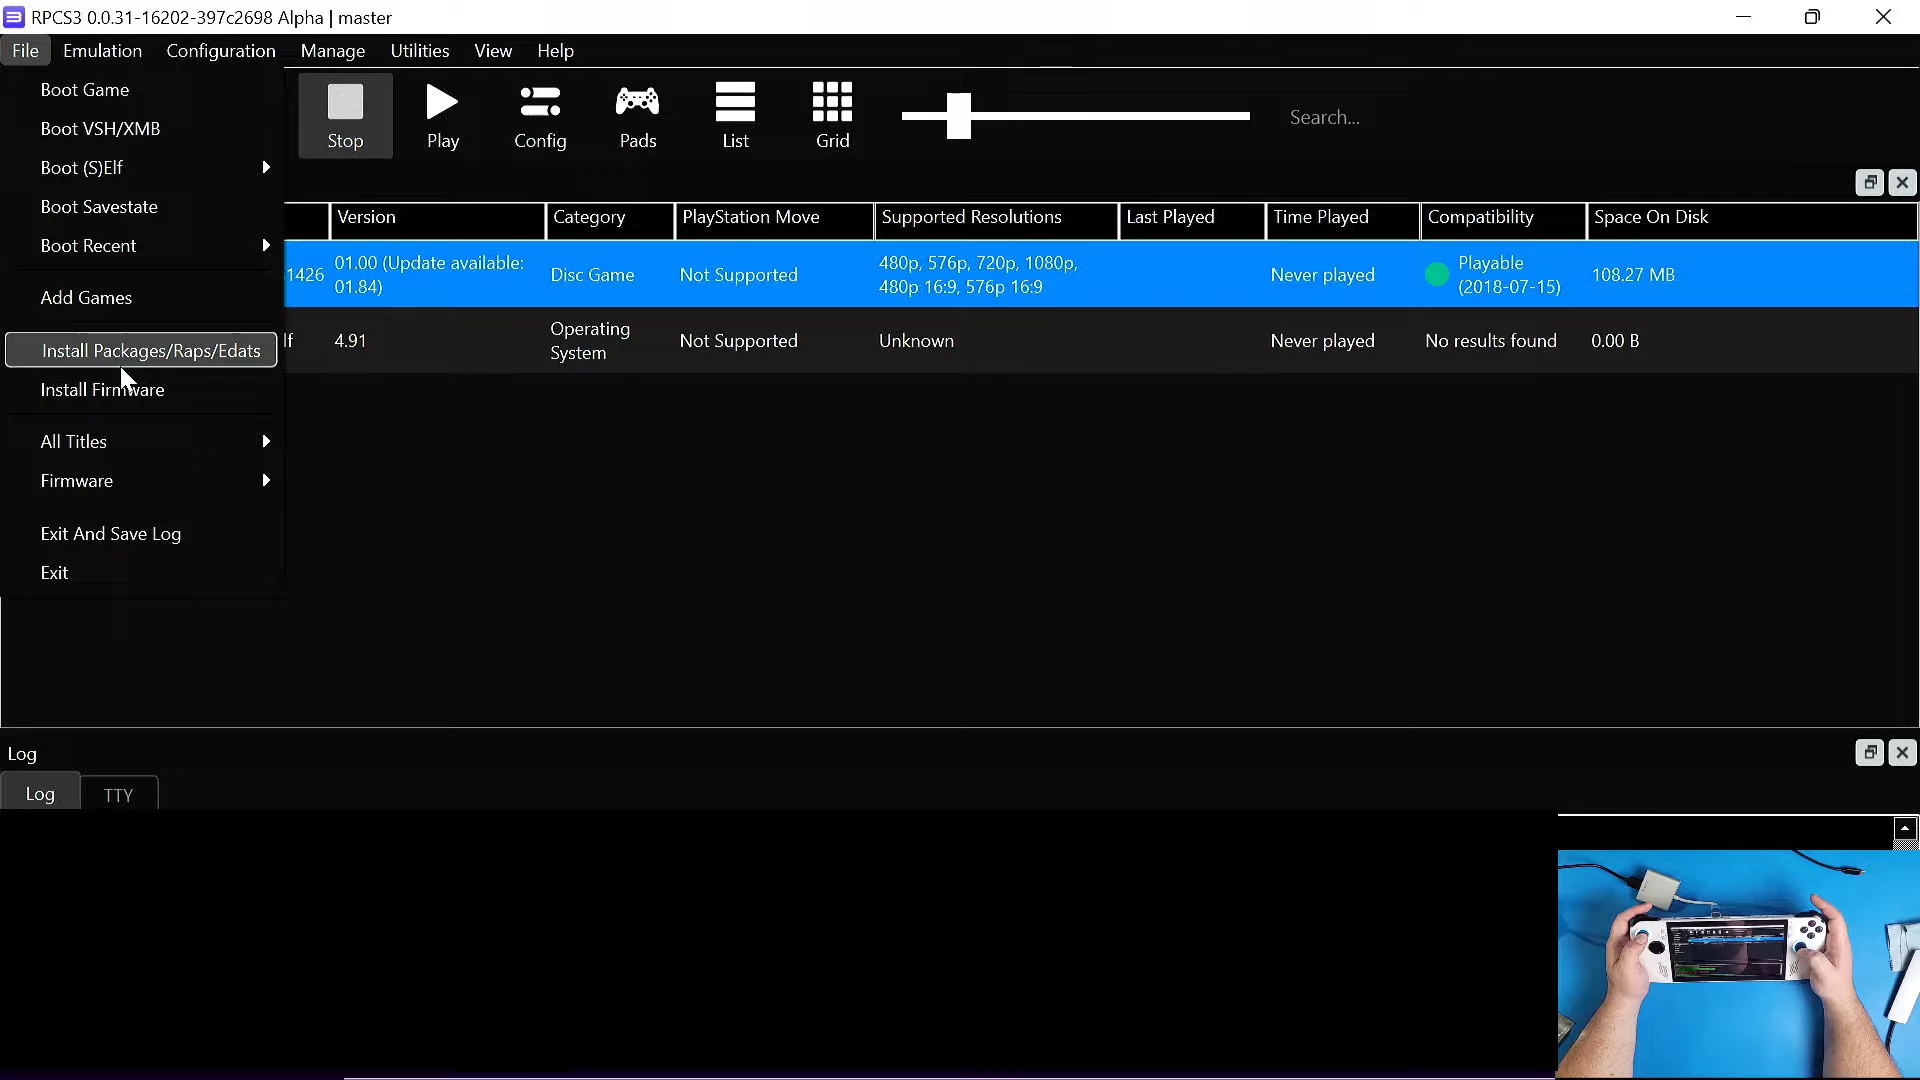 RPCS3 0.0.31-16202-397c2698 Alpha | master
File Emulation Configuration Manage Utilities View Help
Boot Game
Boot VSH/XMB
Boot (S)Elf
Boot Savestate
Boot Recent
Add Games
Install Packages/Raps/Edats
Install Firmware
All Titles
Firmware
Exit And Save Log
Exit
Stop Play Config Pads List Grid Search...
Version Category PlayStation Move Supported Resolutions Last Played Time Played Compatibility Space On Disk
1426 01.00 (Update available: 01.84) Disc Game Not Supported 480p, 576p, 720p, 1080p, 480p 16:9, 576p 16:9 Never played Playable (2018-07-15) 108.27 MB
lf 4.91 Operating System Not Supported Unknown Never played No results found 0.00 B
Log
Log TTY